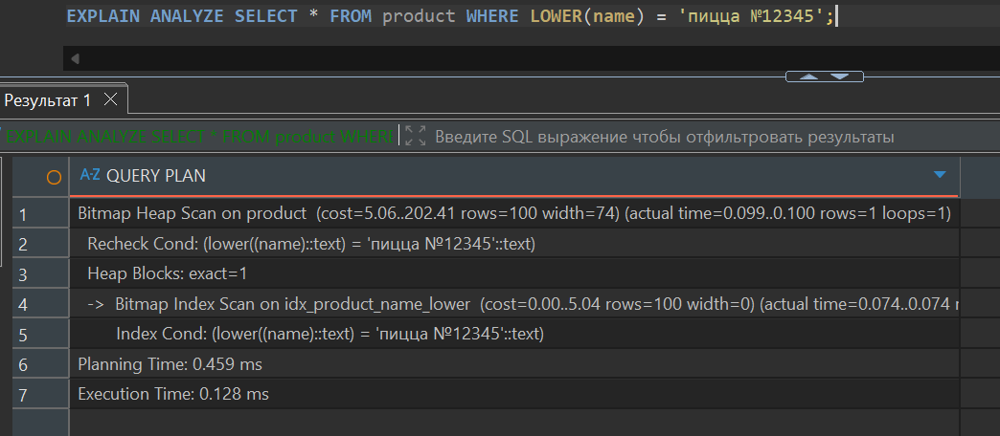 EXPLAIN ANALYZE SELECT * FROM product WHERE LOWER(name) = 'пицца №12345';
Результат 1
EXPLAIN ANALYZE SELECT * FROM product WHERE
Введите SQL выражение чтобы отфильтровать результаты
A-Z QUERY PLAN
1 Bitmap Heap Scan on product (cost=5.06..202.41 rows=100 width=74) (actual time=0.099..0.100 rows=1 loops=1)
2 Recheck Cond: (lower((name)::text) = 'пицца №12345'::text)
3 Heap Blocks: exact=1
4 -> Bitmap Index Scan on idx_product_name_lower (cost=0.00..5.04 rows=100 width=0) (actual time=0.074..0.074 r
5 Index Cond: (lower((name)::text) = 'пицца №12345'::text)
6 Planning Time: 0.459 ms
7 Execution Time: 0.128 ms